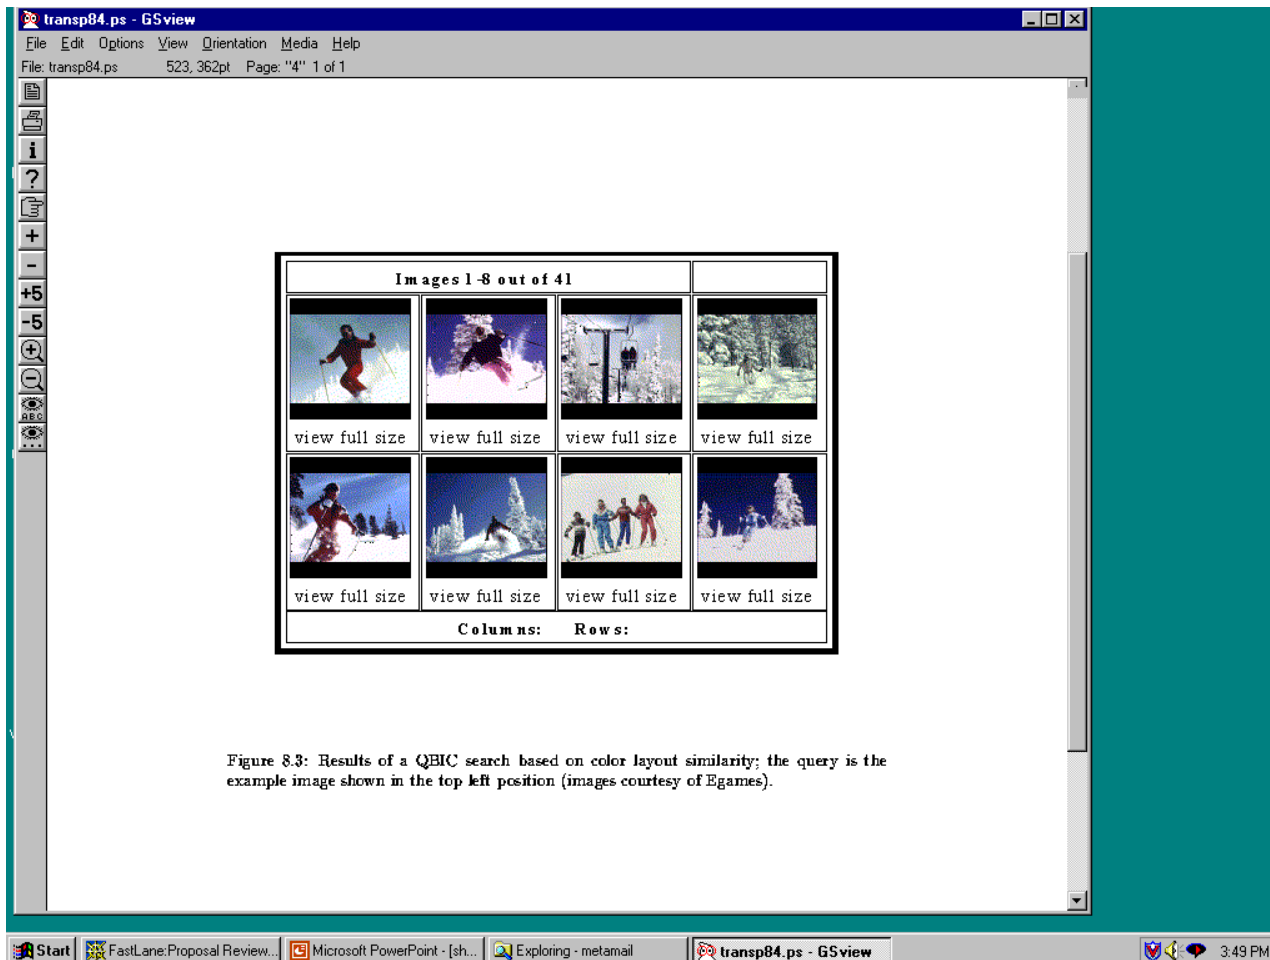 transp84.ps - GSview
File Edit Options View Orientation Media Help
File: transp84.ps 523, 362pt Page: "4" 1 of 1
i
?
+
-
+5
-5
ABC
Images 1-8 out of 41
view full size view full size view full size view full size
view full size view full size view full size view full size
Columns: Rows:
Figure 8.3: Results of a QBIC search based on color layout similarity; the query is the
example image shown in the top left position (images courtesy of Egames).
Start FastLane:Proposal Review... Microsoft PowerPoint - [sh... Exploring - metamail transp84.ps - GSview 3:49 PM